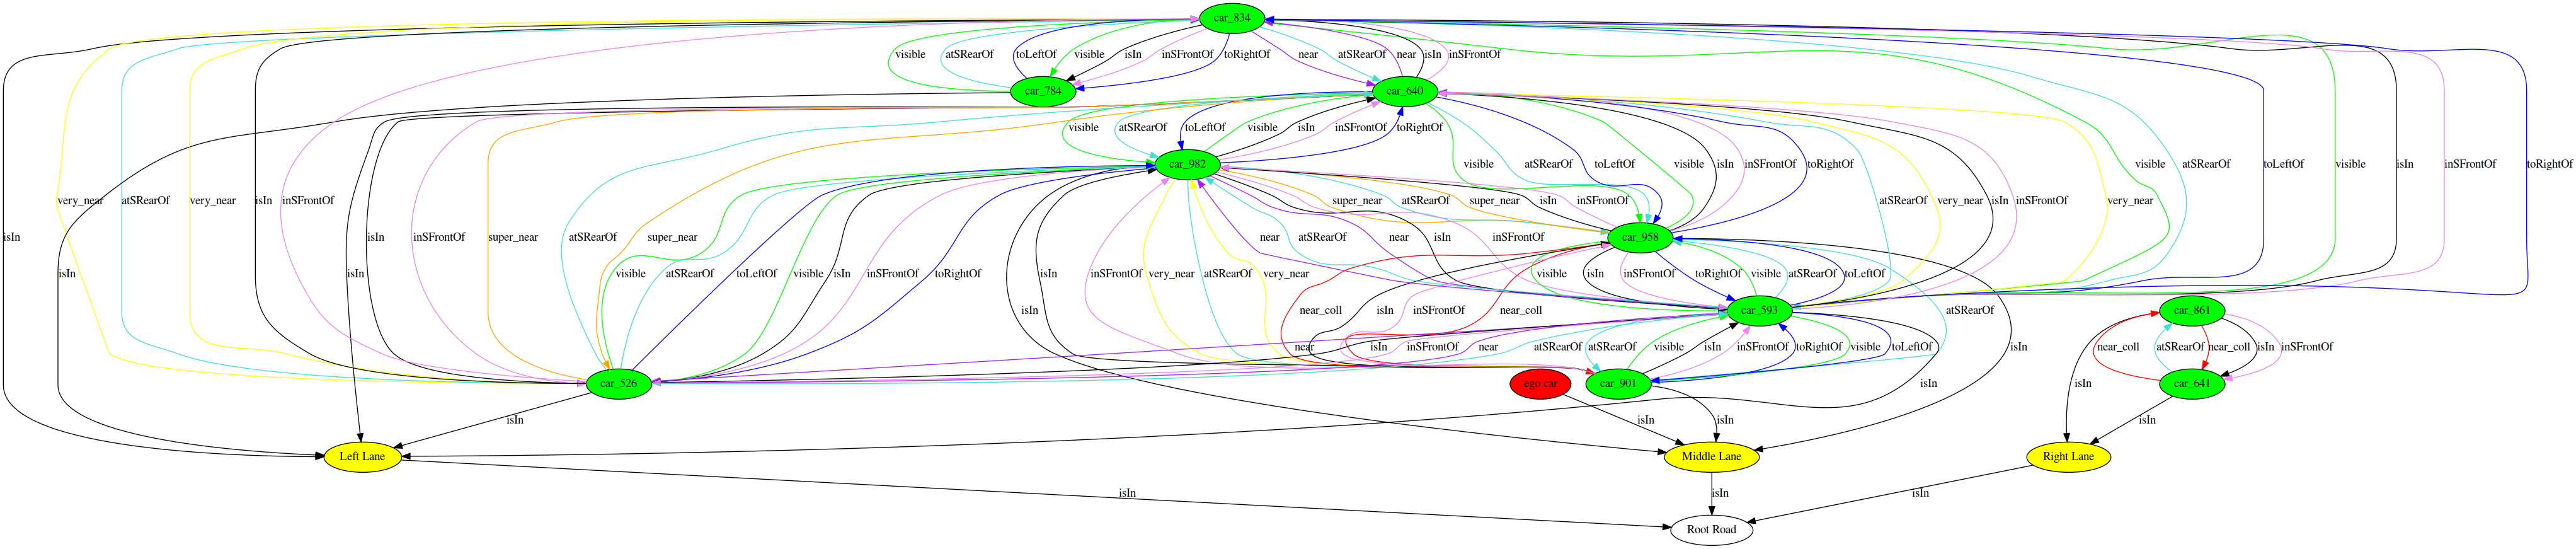 car_834
visible atSRearOf toLeftOf visible isIn inSFrontOf toRightOf near atSRearOf near isIn inSFrontOf
car_784 car_640
visible atSRearOf toLeftOf visible isIn inSFrontOf toRightOf
car_982 visible atSRearOf toLeftOf visible isIn inSFrontOf toRightOf visible atSRearOf toLeftOf visible isIn inSFrontOf toRightOf
very_near atSRearOf very_near isIn inSFrontOf super_near atSRearOf super_near isIn inSFrontOf atSRearOf very_near isIn inSFrontOf very_near
isIn isIn inSFrontOf super_near atSRearOf super_near near atSRearOf near isIn inSFrontOf car_958
isIn isIn visible atSRearOf toLeftOf visible isIn inSFrontOf toRightOf isIn inSFrontOf very_near atSRearOf very_near visible isIn inSFrontOf toRightOf visible atSRearOf toLeftOf
isIn isIn inSFrontOf near_coll near_coll car_593 atSRearOf car_861
near isIn inSFrontOf near atSRearOf atSRearOf visible isIn inSFrontOf toRightOf visible toLeftOf isIn near_coll atSRearOf near_coll isIn inSFrontOf
car_526 ego car car_901 isIn isIn car_641
isIn isIn isIn isIn
Left Lane Middle Lane Right Lane
isIn isIn isIn
Root Road